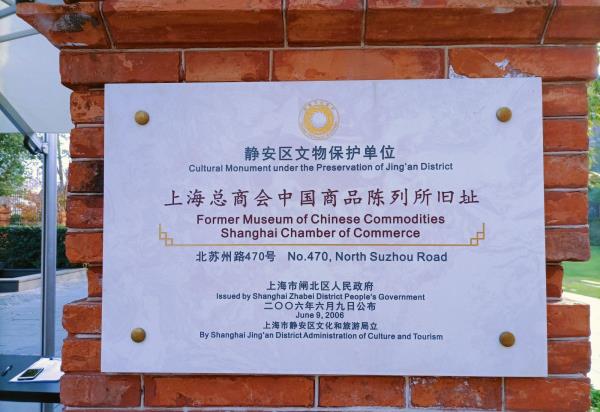 静安区文物保护单位
Cultural Monument under the Preservation of Jing'an District
上海总商会中国商品陈列所旧址
Former Museum of Chinese Commodities
Shanghai Chamber of Commerce
北苏州路470号 No.470, North Suzhou Road
上海市闸北区人民政府
Issued by Shanghai Zhabei District People's Government
二〇〇六年六月九日公布
June 9, 2006
上海市静安区文化和旅游局立
By Shanghai Jing'an District Administration of Culture and Tourism